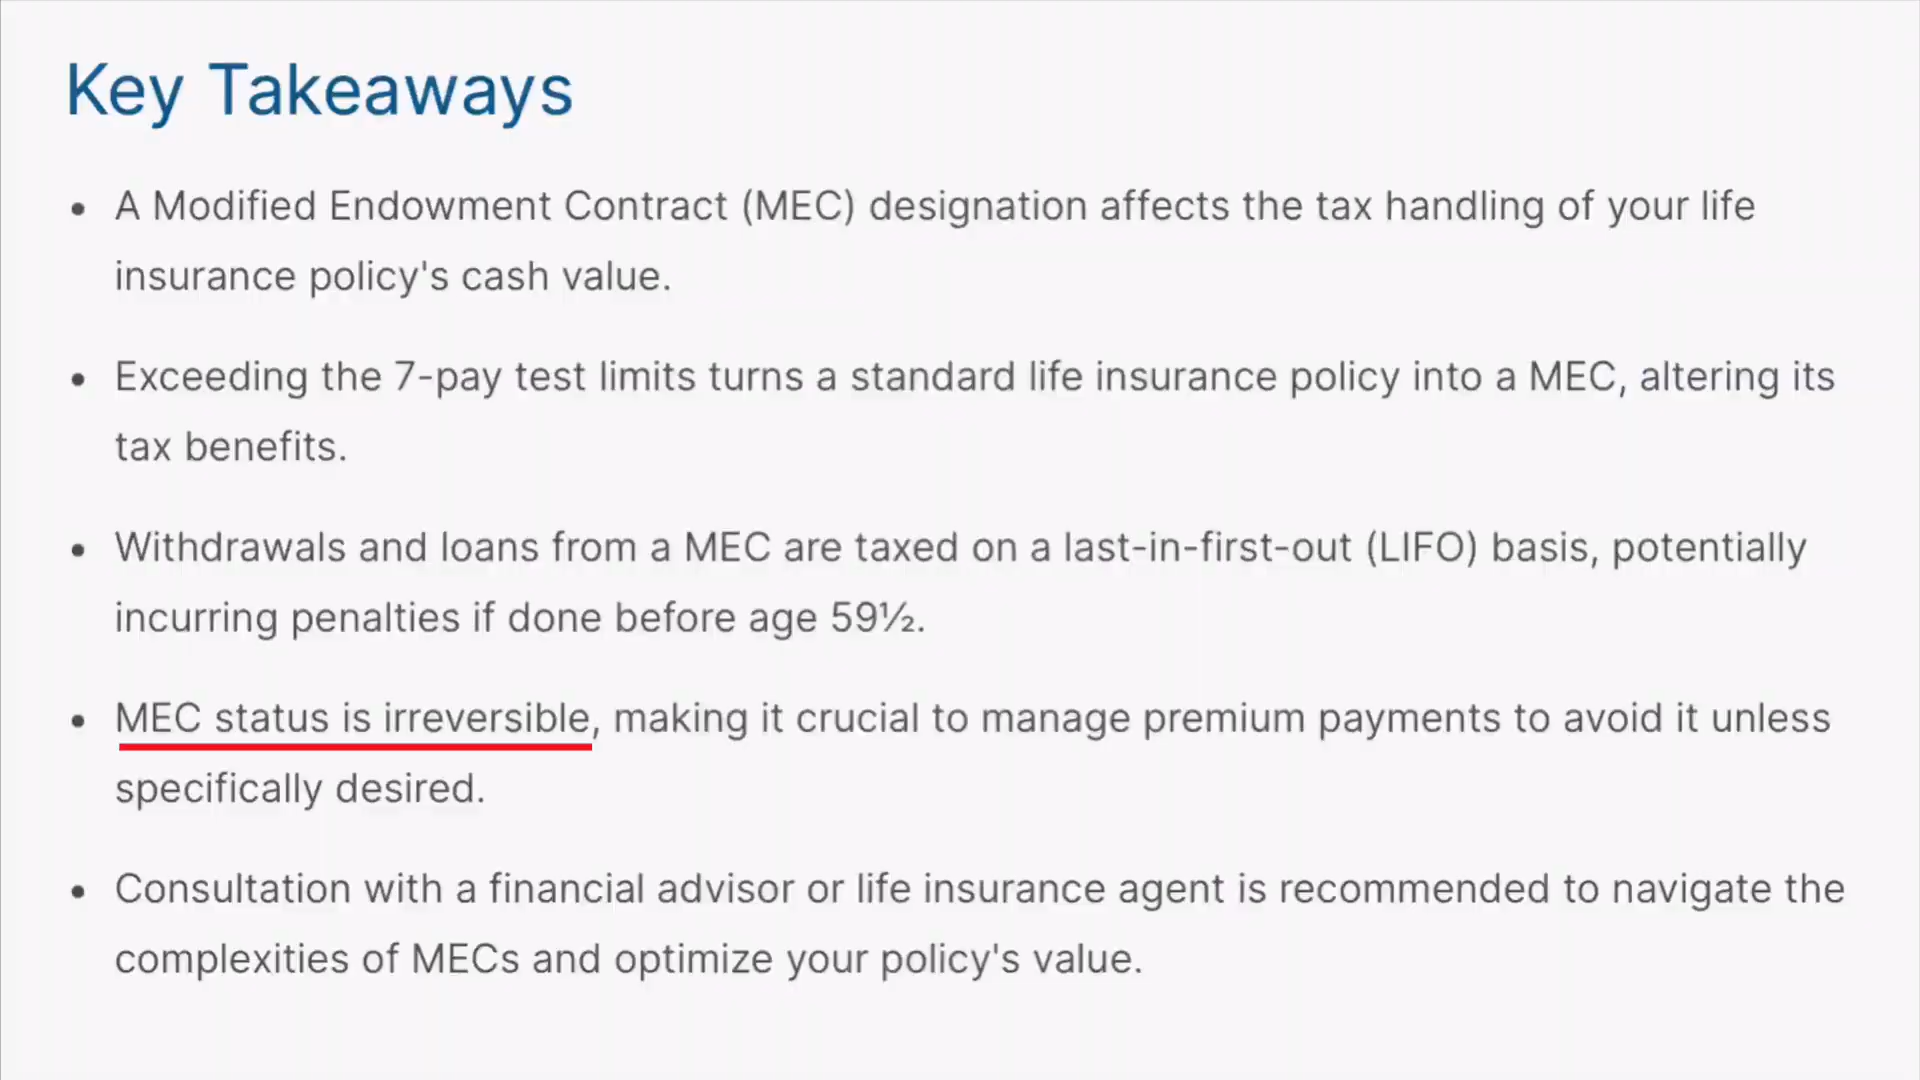 Key Takeaways
• A Modified Endowment Contract (MEC) designation affects the tax handling of your life
insurance policy's cash value.
• Exceeding the 7-pay test limits turns a standard life insurance policy into a MEC, altering its
tax benefits.
• Withdrawals and loans from a MEC are taxed on a last-in-first-out (LIFO) basis, potentially
incurring penalties if done before age 59½.
• MEC status is irreversible, making it crucial to manage premium payments to avoid it unless
specifically desired.
• Consultation with a financial advisor or life insurance agent is recommended to navigate the
complexities of MECs and optimize your policy's value.